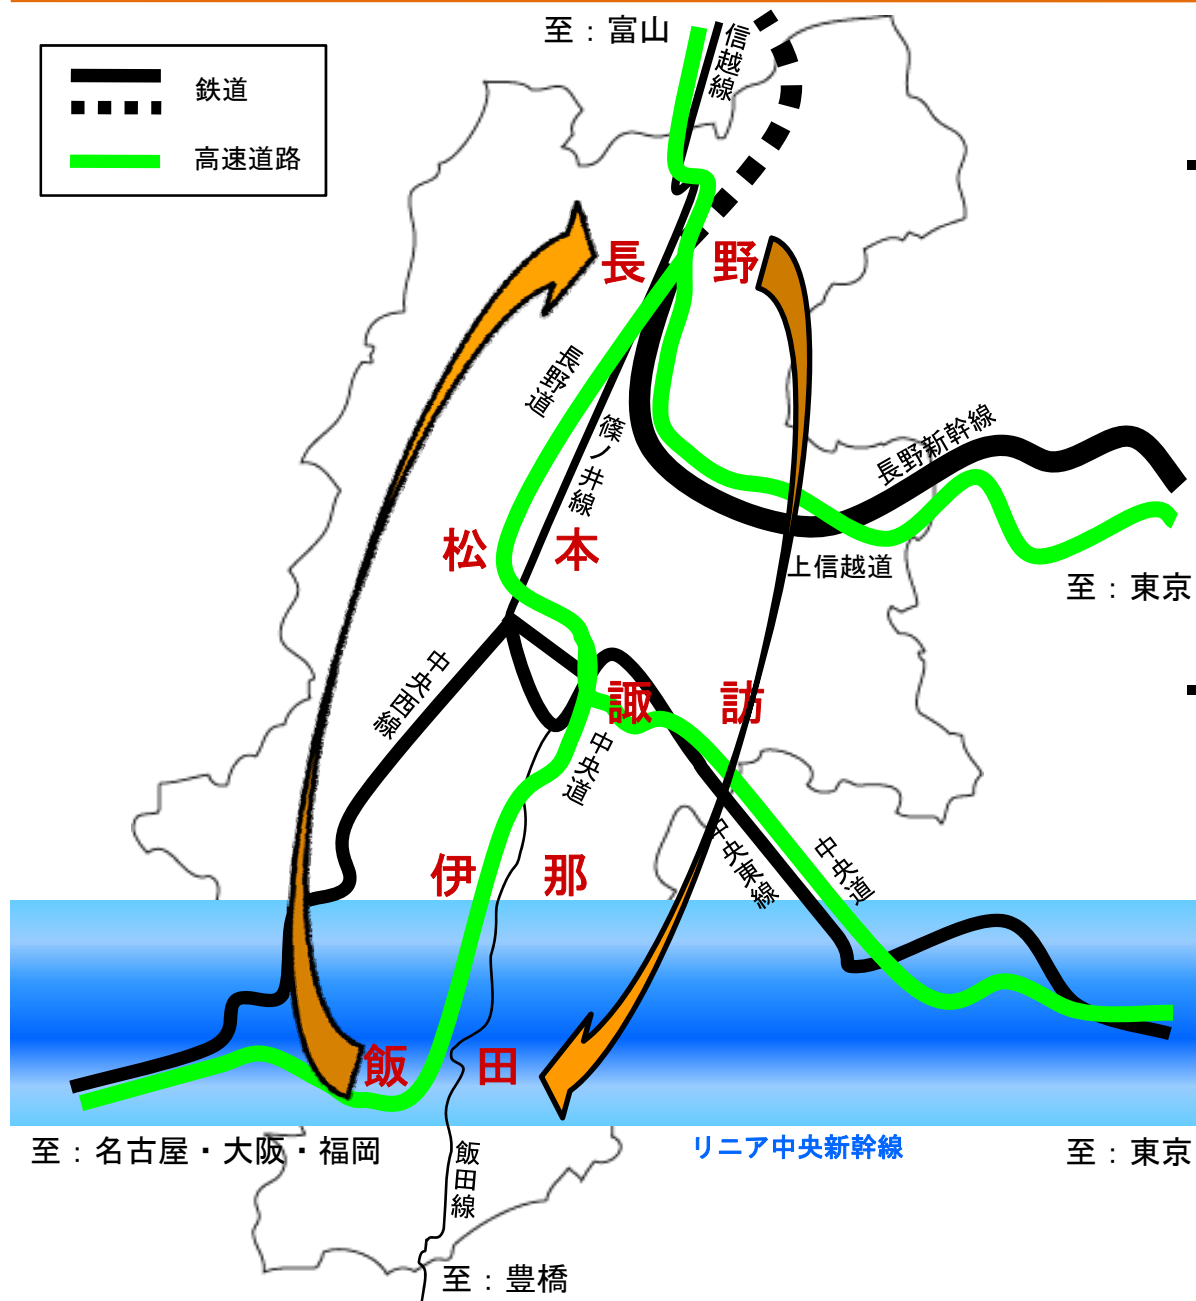 至：富山
信越線
鉄道
高速道路
長野
長野道
篠ノ井線
長野新幹線
松本
上信越道
至：東京
中央西線
諏訪
中央道
中央東線
中央道
伊那
飯田
至：名古屋・大阪・福岡
飯田線
リニア中央新幹線
至：東京
至：豊橋